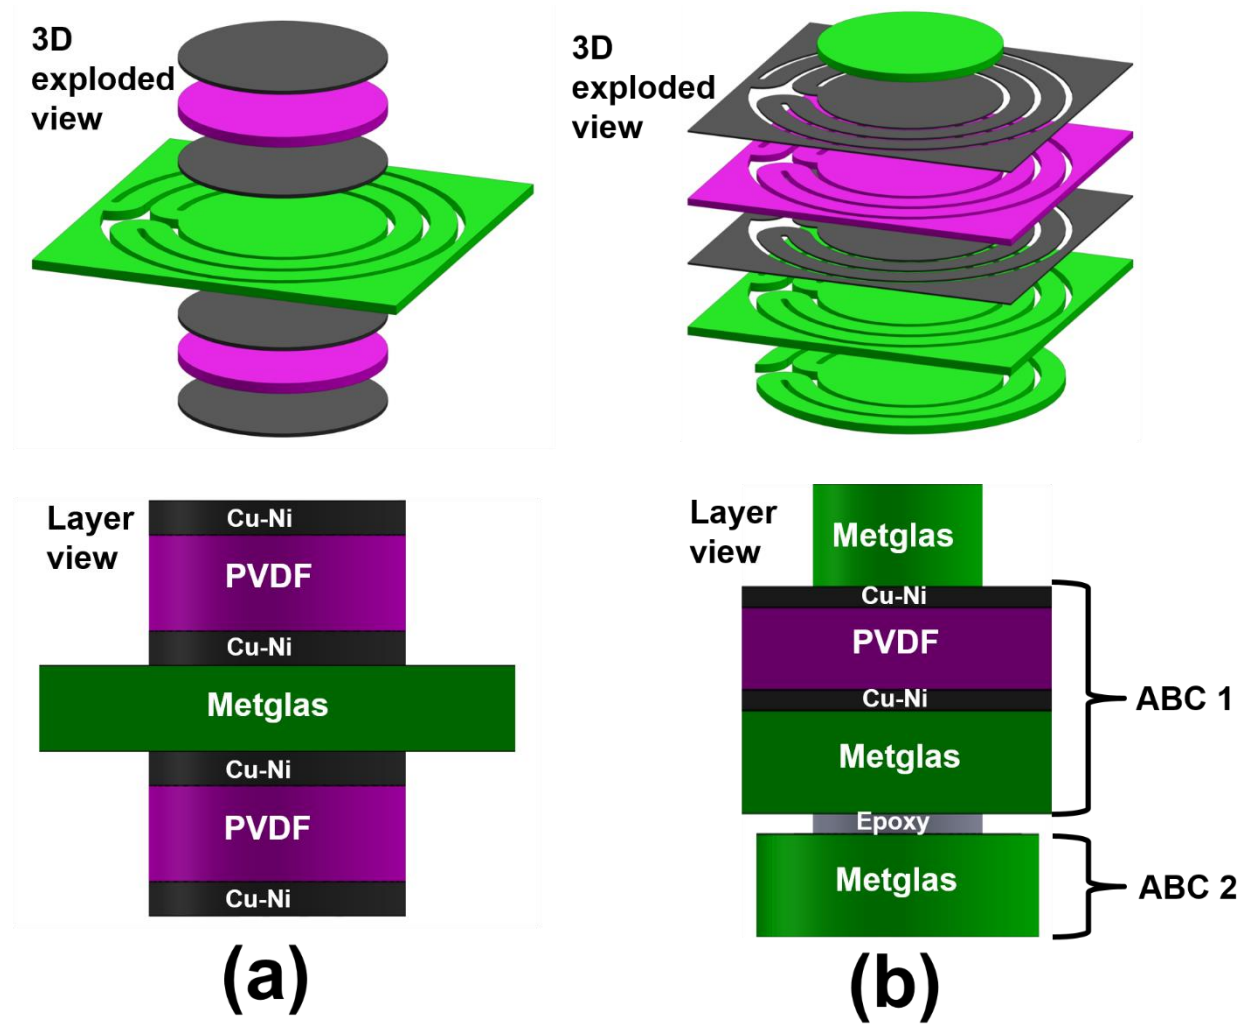 3D
exploded
view
3D
exploded
view
Layer
view
Cu-Ni
PVDF
Cu-Ni
Metglas
Cu-Ni
PVDF
Cu-Ni
(a)
Layer
view
Metglas
Cu-Ni
PVDF
Cu-Ni
Metglas
Epoxy
Metglas
ABC 1
ABC 2
(b)